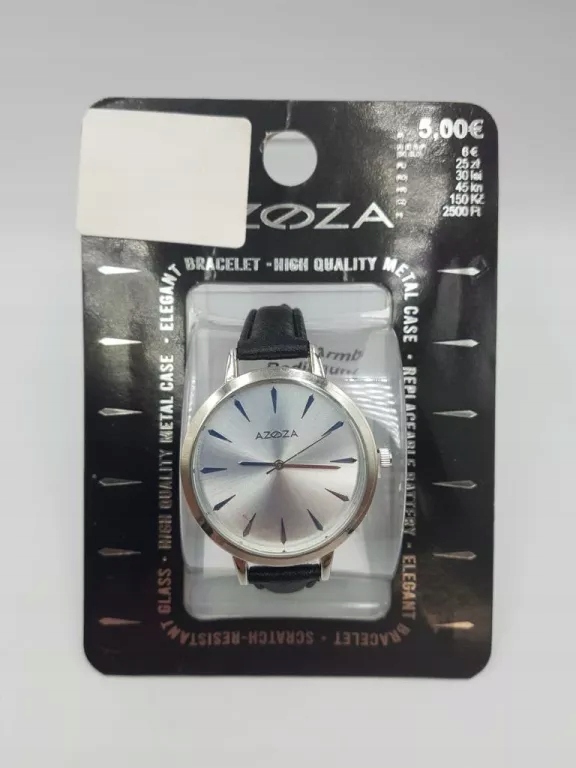 5,00€
6 €
25 zł
30 lei
45 kn
150 Kč
2500 Ft
AZOZA
ELEGANT BRACELET • HIGH QUALITY METAL CASE • REPLACEABLE BATTERY • ELEGANT BRACELET • SCRATCH-RESISTANT GLASS • HIGH QUALITY METAL CASE •
AZOZA